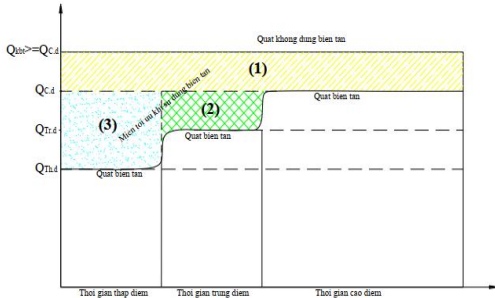 Quat khong dung bien tan
Qkbt>=QC.d
(1)
QC.d
Quat bien tan
Mien toi uu khi su dung bien tan
(2)
(3)
QTr.d
Quat bien tan
QTh.d
Quat bien tan
Thoi gian thap diem
Thoi gian trung diem
Thoi gian cao diem